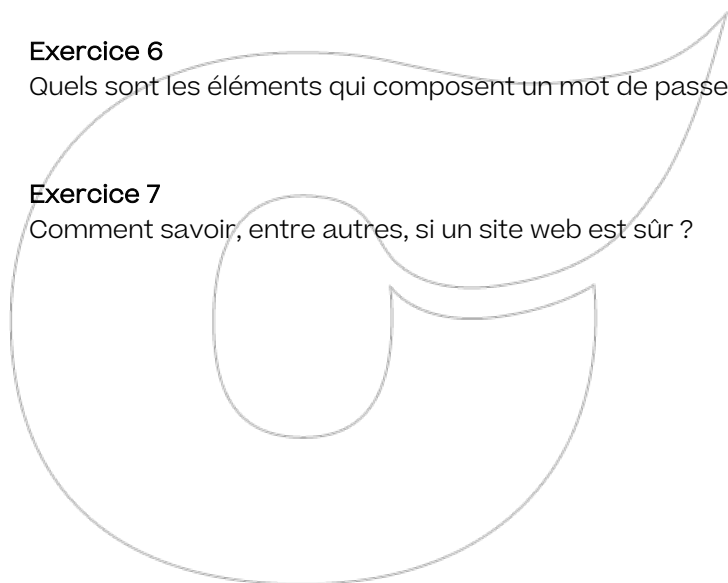 Exercice 6
Quels sont les éléments qui composent un mot de passe
Exercice 7
Comment savoir, entre autres, si un site web est sûr ?